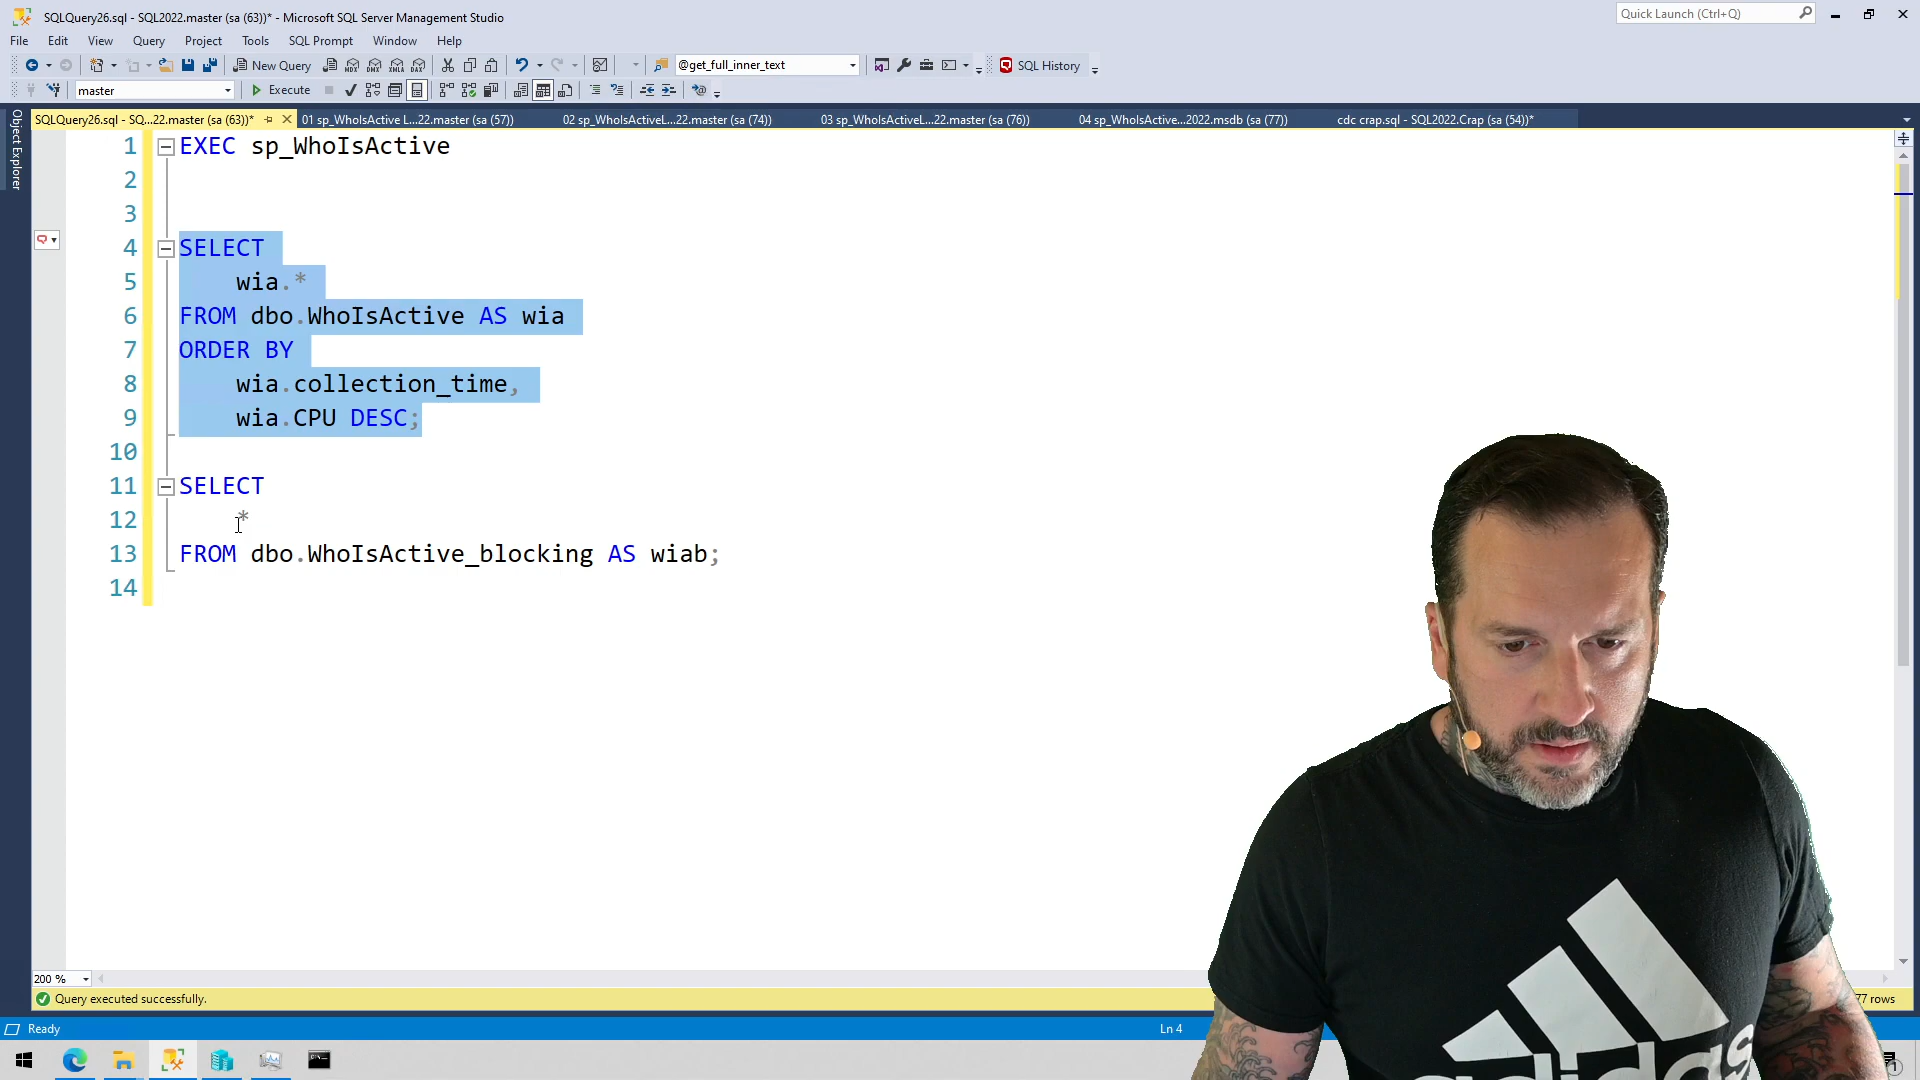 SQLQuery26.sql - SQL2022.master (sa (63))* - Microsoft SQL Server Management Studio
Quick Launch (Ctrl+Q)
File Edit View Query Project Tools SQL Prompt Window Help
New Query MDX DMX XMLA DAX @get_full_inner_text SQL History
master Execute
Object Explorer
SQLQuery26.sql - SQ...22.master (sa (63))* 01 sp_WhoIsActive L...22.master (sa (57)) 02 sp_WhoIsActiveL...22.master (sa (74)) 03 sp_WhoIsActiveL...22.master (sa (76)) 04 sp_WhoIsActive...2022.msdb (sa (77)) cdc crap.sql - SQL2022.Crap (sa (54))*
1 EXEC sp_WhoIsActive
2
3
4 SELECT
5 wia.*
6 FROM dbo.WhoIsActive AS wia
7 ORDER BY
8 wia.collection_time,
9 wia.CPU DESC;
10
11 SELECT
12 *
13 FROM dbo.WhoIsActive_blocking AS wiab;
14
200 %
Query executed successfully.
77 rows
Ready
Ln 4
adidas
1